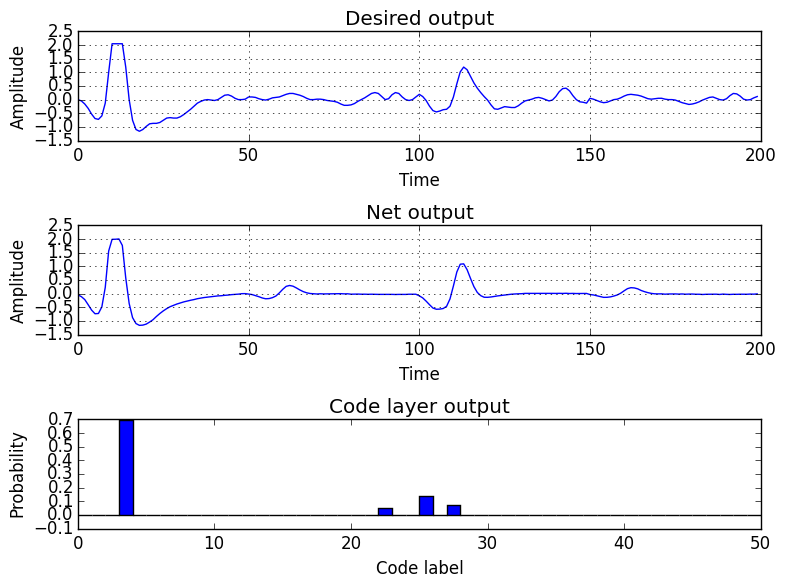 Desired output
2.5
2.0
1.5
1.0
0.5
0.0
−0.5
−1.0
−1.5
Amplitude
0 50 100 150 200
Time
Net output
2.5
2.0
1.5
1.0
0.5
0.0
−0.5
−1.0
−1.5
Amplitude
0 50 100 150 200
Time
Code layer output
0.7
0.6
0.5
0.4
0.3
0.2
0.1
0.0
−0.1
Probability
0 10 20 30 40 50
Code label